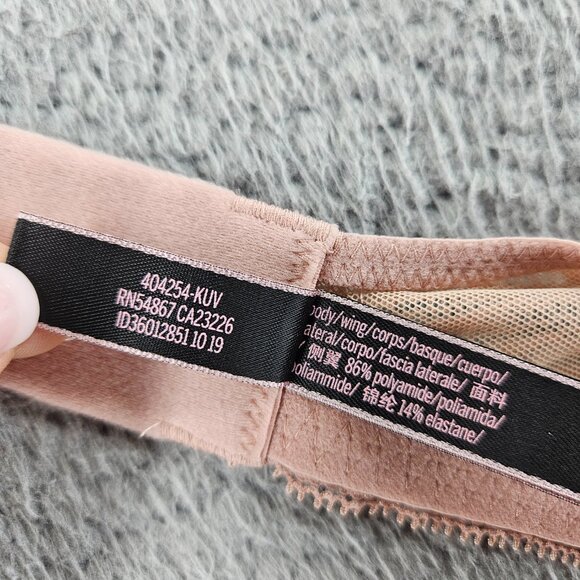 404254-KUV
RN54867 CA23226
ID36012851 10 19
body/wing/corps/basque/cuerpo/
lateral/corpo/fascia laterale/ 面料
/ 侧翼 86% polyamide/poliamida/
poliammide/ 锦纶 14% elastane/